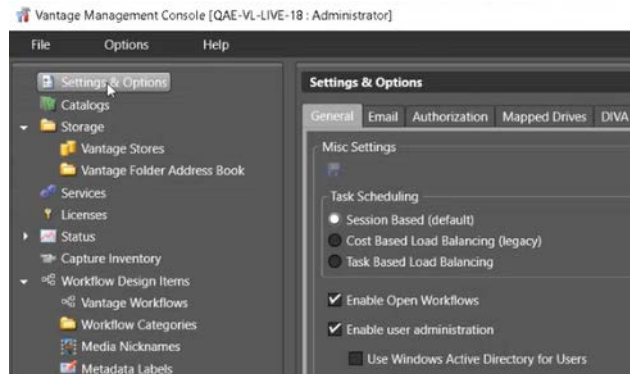 Vantage Management Console [QAE-VL-LIVE-18 : Administrator]
File Options Help
Settings & Options
Catalogs
Storage
Vantage Stores
Vantage Folder Address Book
Services
Licenses
Status
Capture Inventory
Workflow Design Items
Vantage Workflows
Workflow Categories
Media Nicknames
Metadata Labels
Settings & Options
General Email Authorization Mapped Drives DIVA
Misc Settings
Task Scheduling
Session Based (default)
Cost Based Load Balancing (legacy)
Task Based Load Balancing
Enable Open Workflows
Enable user administration
Use Windows Active Directory for Users